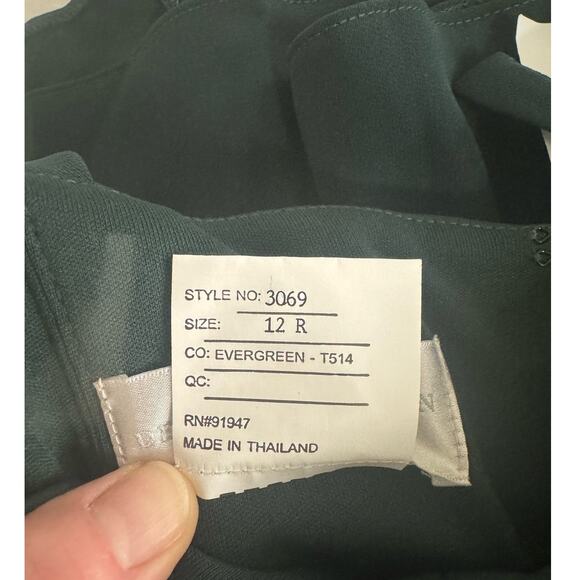 STYLE NO: 3069
SIZE: 12 R
CO: EVERGREEN - T514
QC:
RN#91947
MADE IN THAILAND